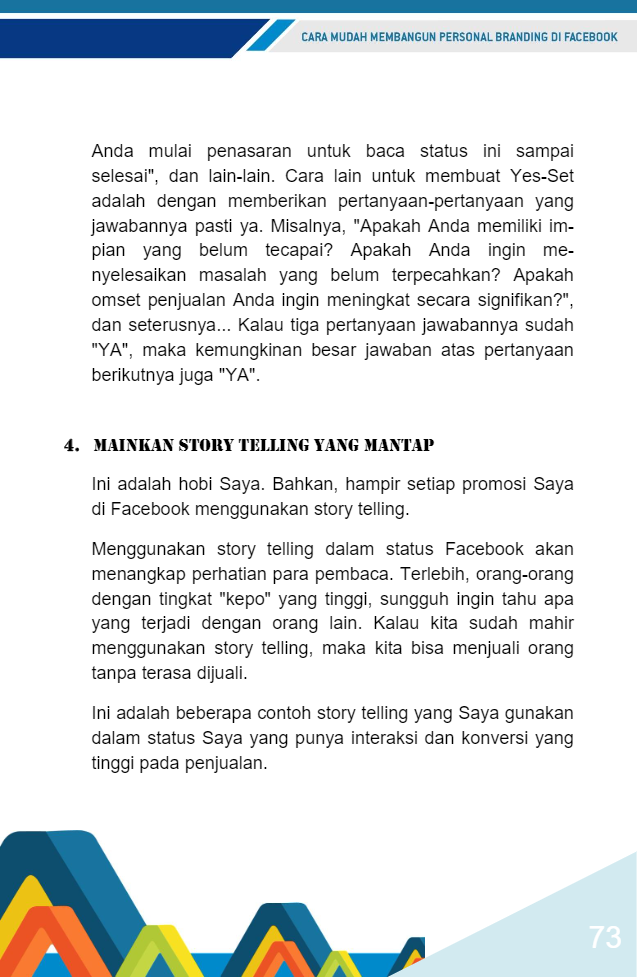 CARA MUDAH MEMBANGUN PERSONAL BRANDING DI FACEBOOK
Anda mulai penasaran untuk baca status ini sampai
selesai", dan lain-lain. Cara lain untuk membuat Yes-Set
adalah dengan memberikan pertanyaan-pertanyaan yang
jawabannya pasti ya. Misalnya, "Apakah Anda memiliki im-
pian yang belum tecapai? Apakah Anda ingin me-
nyelesaikan masalah yang belum terpecahkan? Apakah
omset penjualan Anda ingin meningkat secara signifikan?",
dan seterusnya... Kalau tiga pertanyaan jawabannya sudah
"YA", maka kemungkinan besar jawaban atas pertanyaan
berikutnya juga "YA".
4. MAINKAN STORY TELLING YANG MANTAP
Ini adalah hobi Saya. Bahkan, hampir setiap promosi Saya
di Facebook menggunakan story telling.
Menggunakan story telling dalam status Facebook akan
menangkap perhatian para pembaca. Terlebih, orang-orang
dengan tingkat "kepo" yang tinggi, sungguh ingin tahu apa
yang terjadi dengan orang lain. Kalau kita sudah mahir
menggunakan story telling, maka kita bisa menjuali orang
tanpa terasa dijuali.
Ini adalah beberapa contoh story telling yang Saya gunakan
dalam status Saya yang punya interaksi dan konversi yang
tinggi pada penjualan.
73